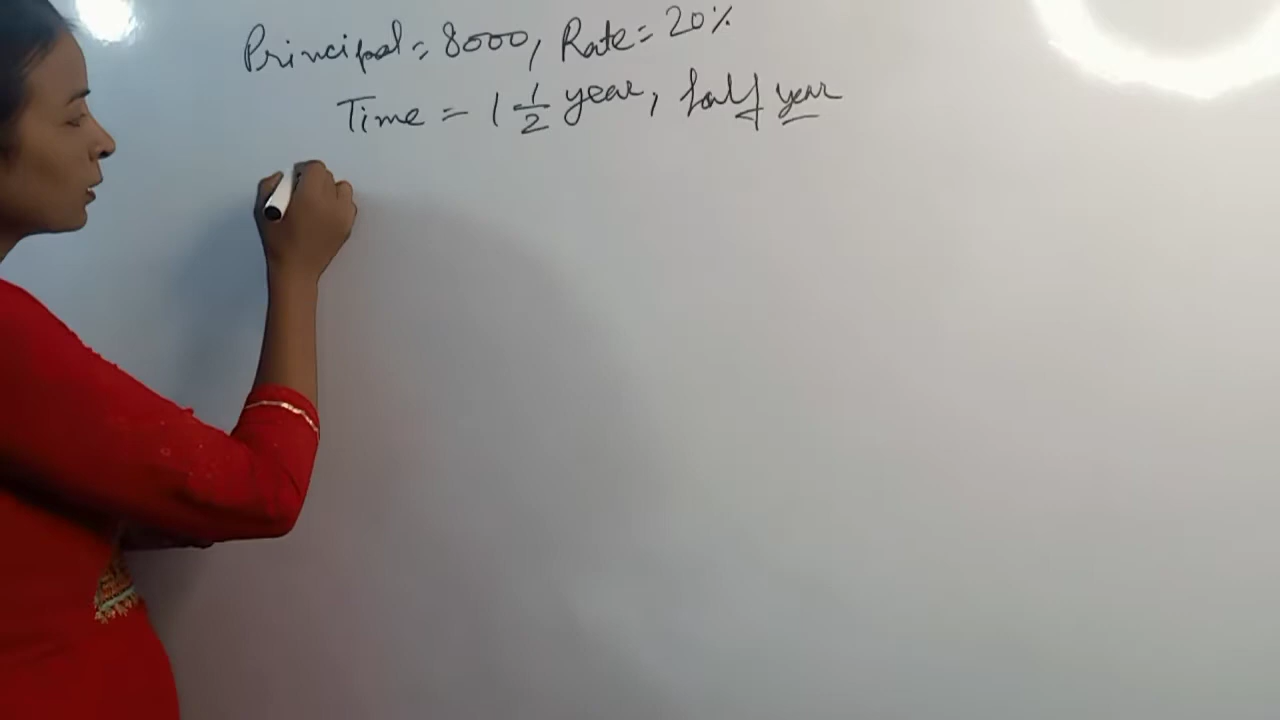 Principal = 8000, Rate = 20%
Time = 1 1/2 year, half year